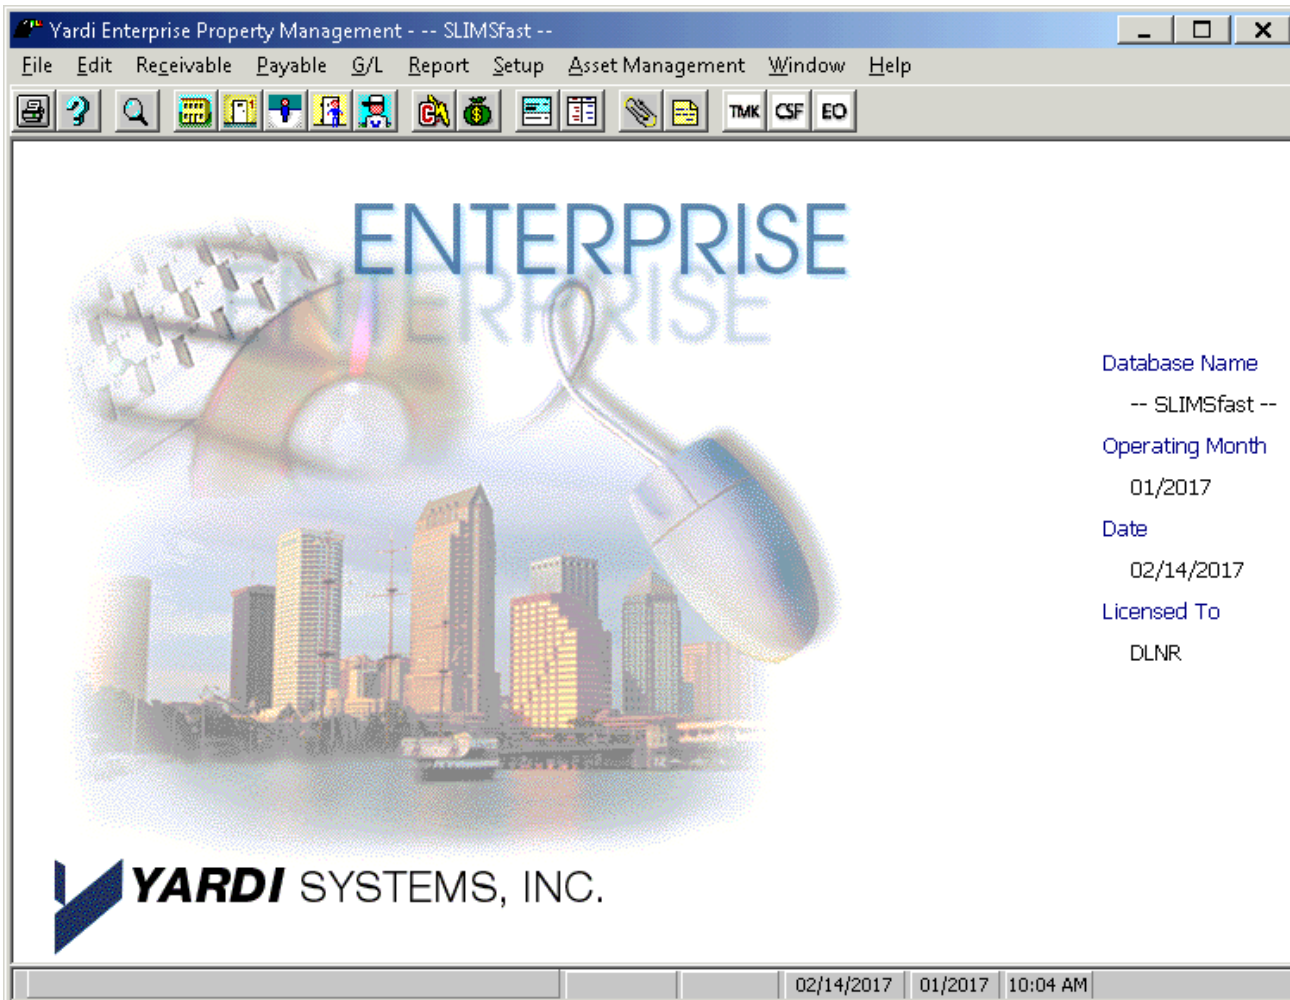 Yardi Enterprise Property Management - -- SLIMSfast --
File Edit Receivable Payable G/L Report Setup Asset Management Window Help
TMK CSF EO
ENTERPRISE
ENTERPRISE
Database Name
-- SLIMSfast --
Operating Month
01/2017
Date
02/14/2017
Licensed To
DLNR
YARDI SYSTEMS, INC.
02/14/2017 01/2017 10:04 AM